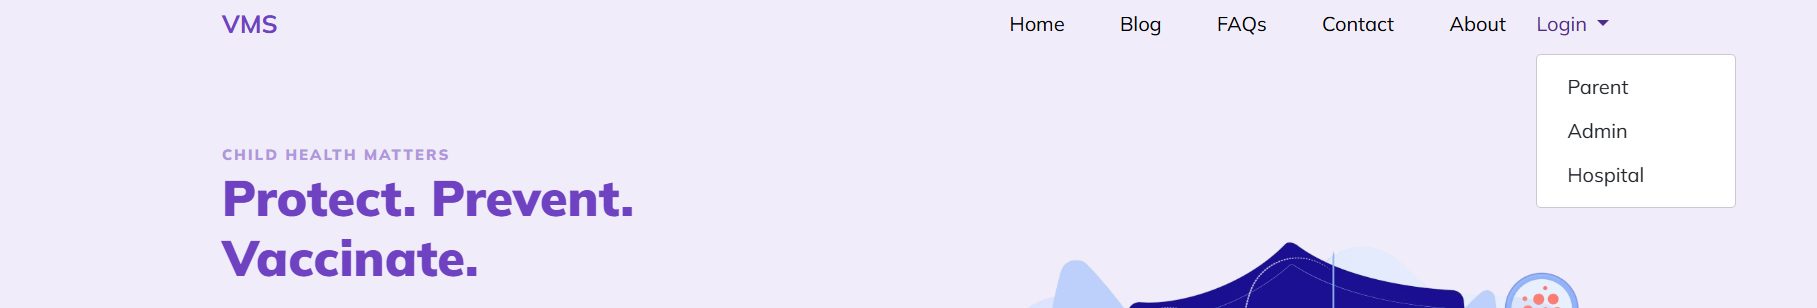 VMS
Home Blog FAQs Contact About Login
Parent
Admin
Hospital
CHILD HEALTH MATTERS
Protect. Prevent.
Vaccinate.